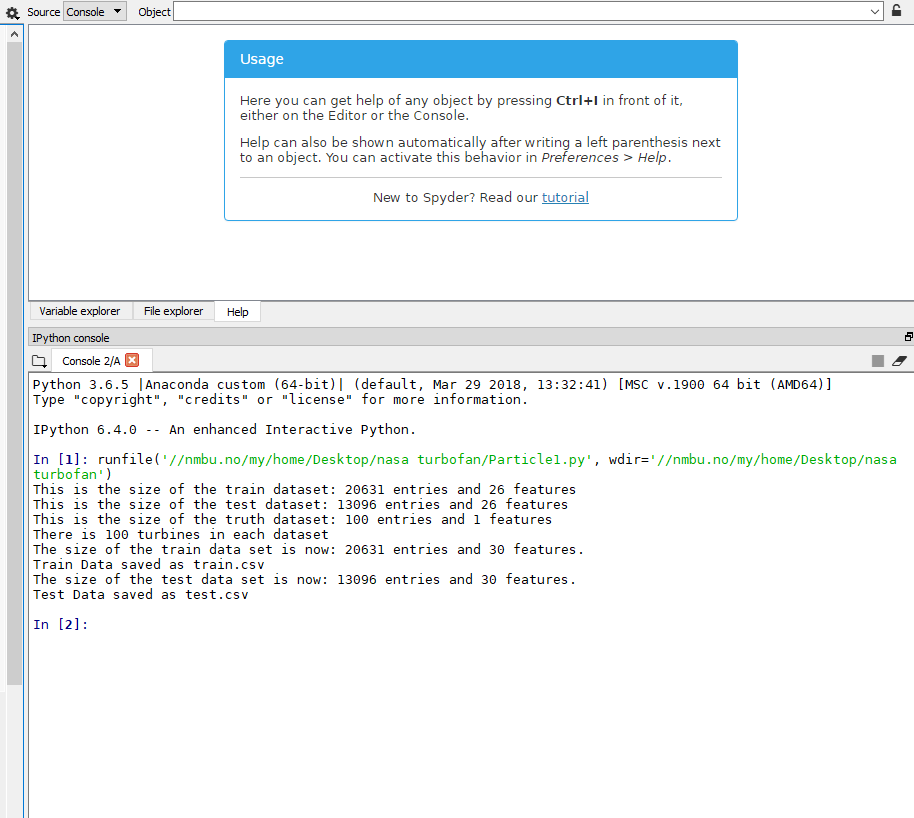 Source Console Object
Usage
Here you can get help of any object by pressing Ctrl+I in front of it,
either on the Editor or the Console.
Help can also be shown automatically after writing a left parenthesis next
to an object. You can activate this behavior in Preferences > Help.
New to Spyder? Read our tutorial
Variable explorer File explorer Help
IPython console
Console 2/A
Python 3.6.5 |Anaconda custom (64-bit)| (default, Mar 29 2018, 13:32:41) [MSC v.1900 64 bit (AMD64)]
Type "copyright", "credits" or "license" for more information.
IPython 6.4.0 -- An enhanced Interactive Python.
In [1]: runfile('//nmbu.no/my/home/Desktop/nasa turbofan/Particle1.py', wdir='//nmbu.no/my/home/Desktop/nasa
turbofan')
This is the size of the train dataset: 20631 entries and 26 features
This is the size of the test dataset: 13096 entries and 26 features
This is the size of the truth dataset: 100 entries and 1 features
There is 100 turbines in each dataset
The size of the train data set is now: 20631 entries and 30 features.
Train Data saved as train.csv
The size of the test data set is now: 13096 entries and 30 features.
Test Data saved as test.csv
In [2]: